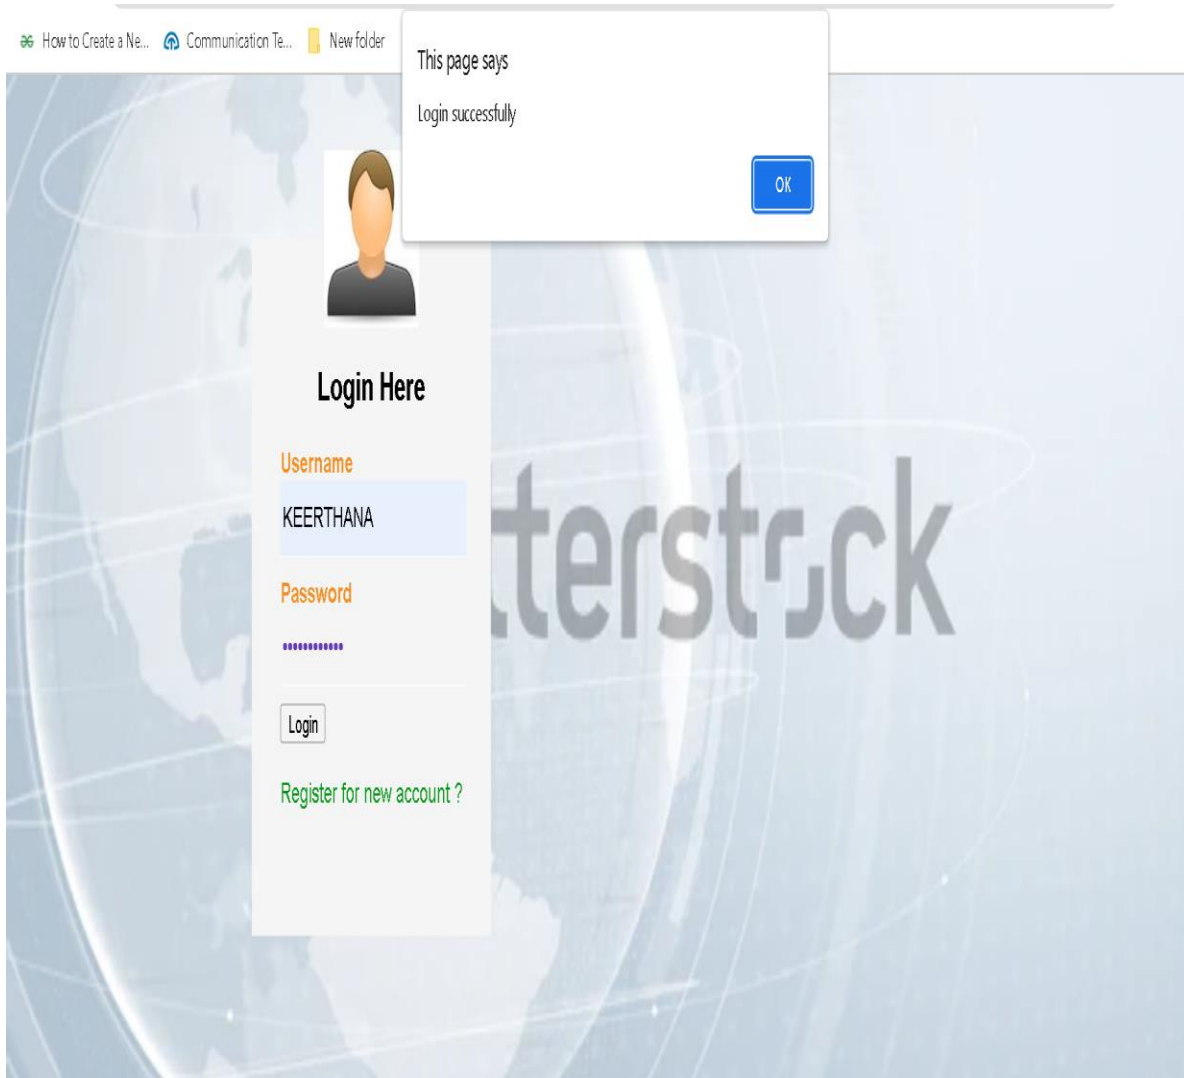 How to Create a Ne... Communication Te... New folder
This page says
Login successfully
OK
Login Here
Username
KEERTHANA
tterstock
Password
••••••••••••
Login
Register for new account ?